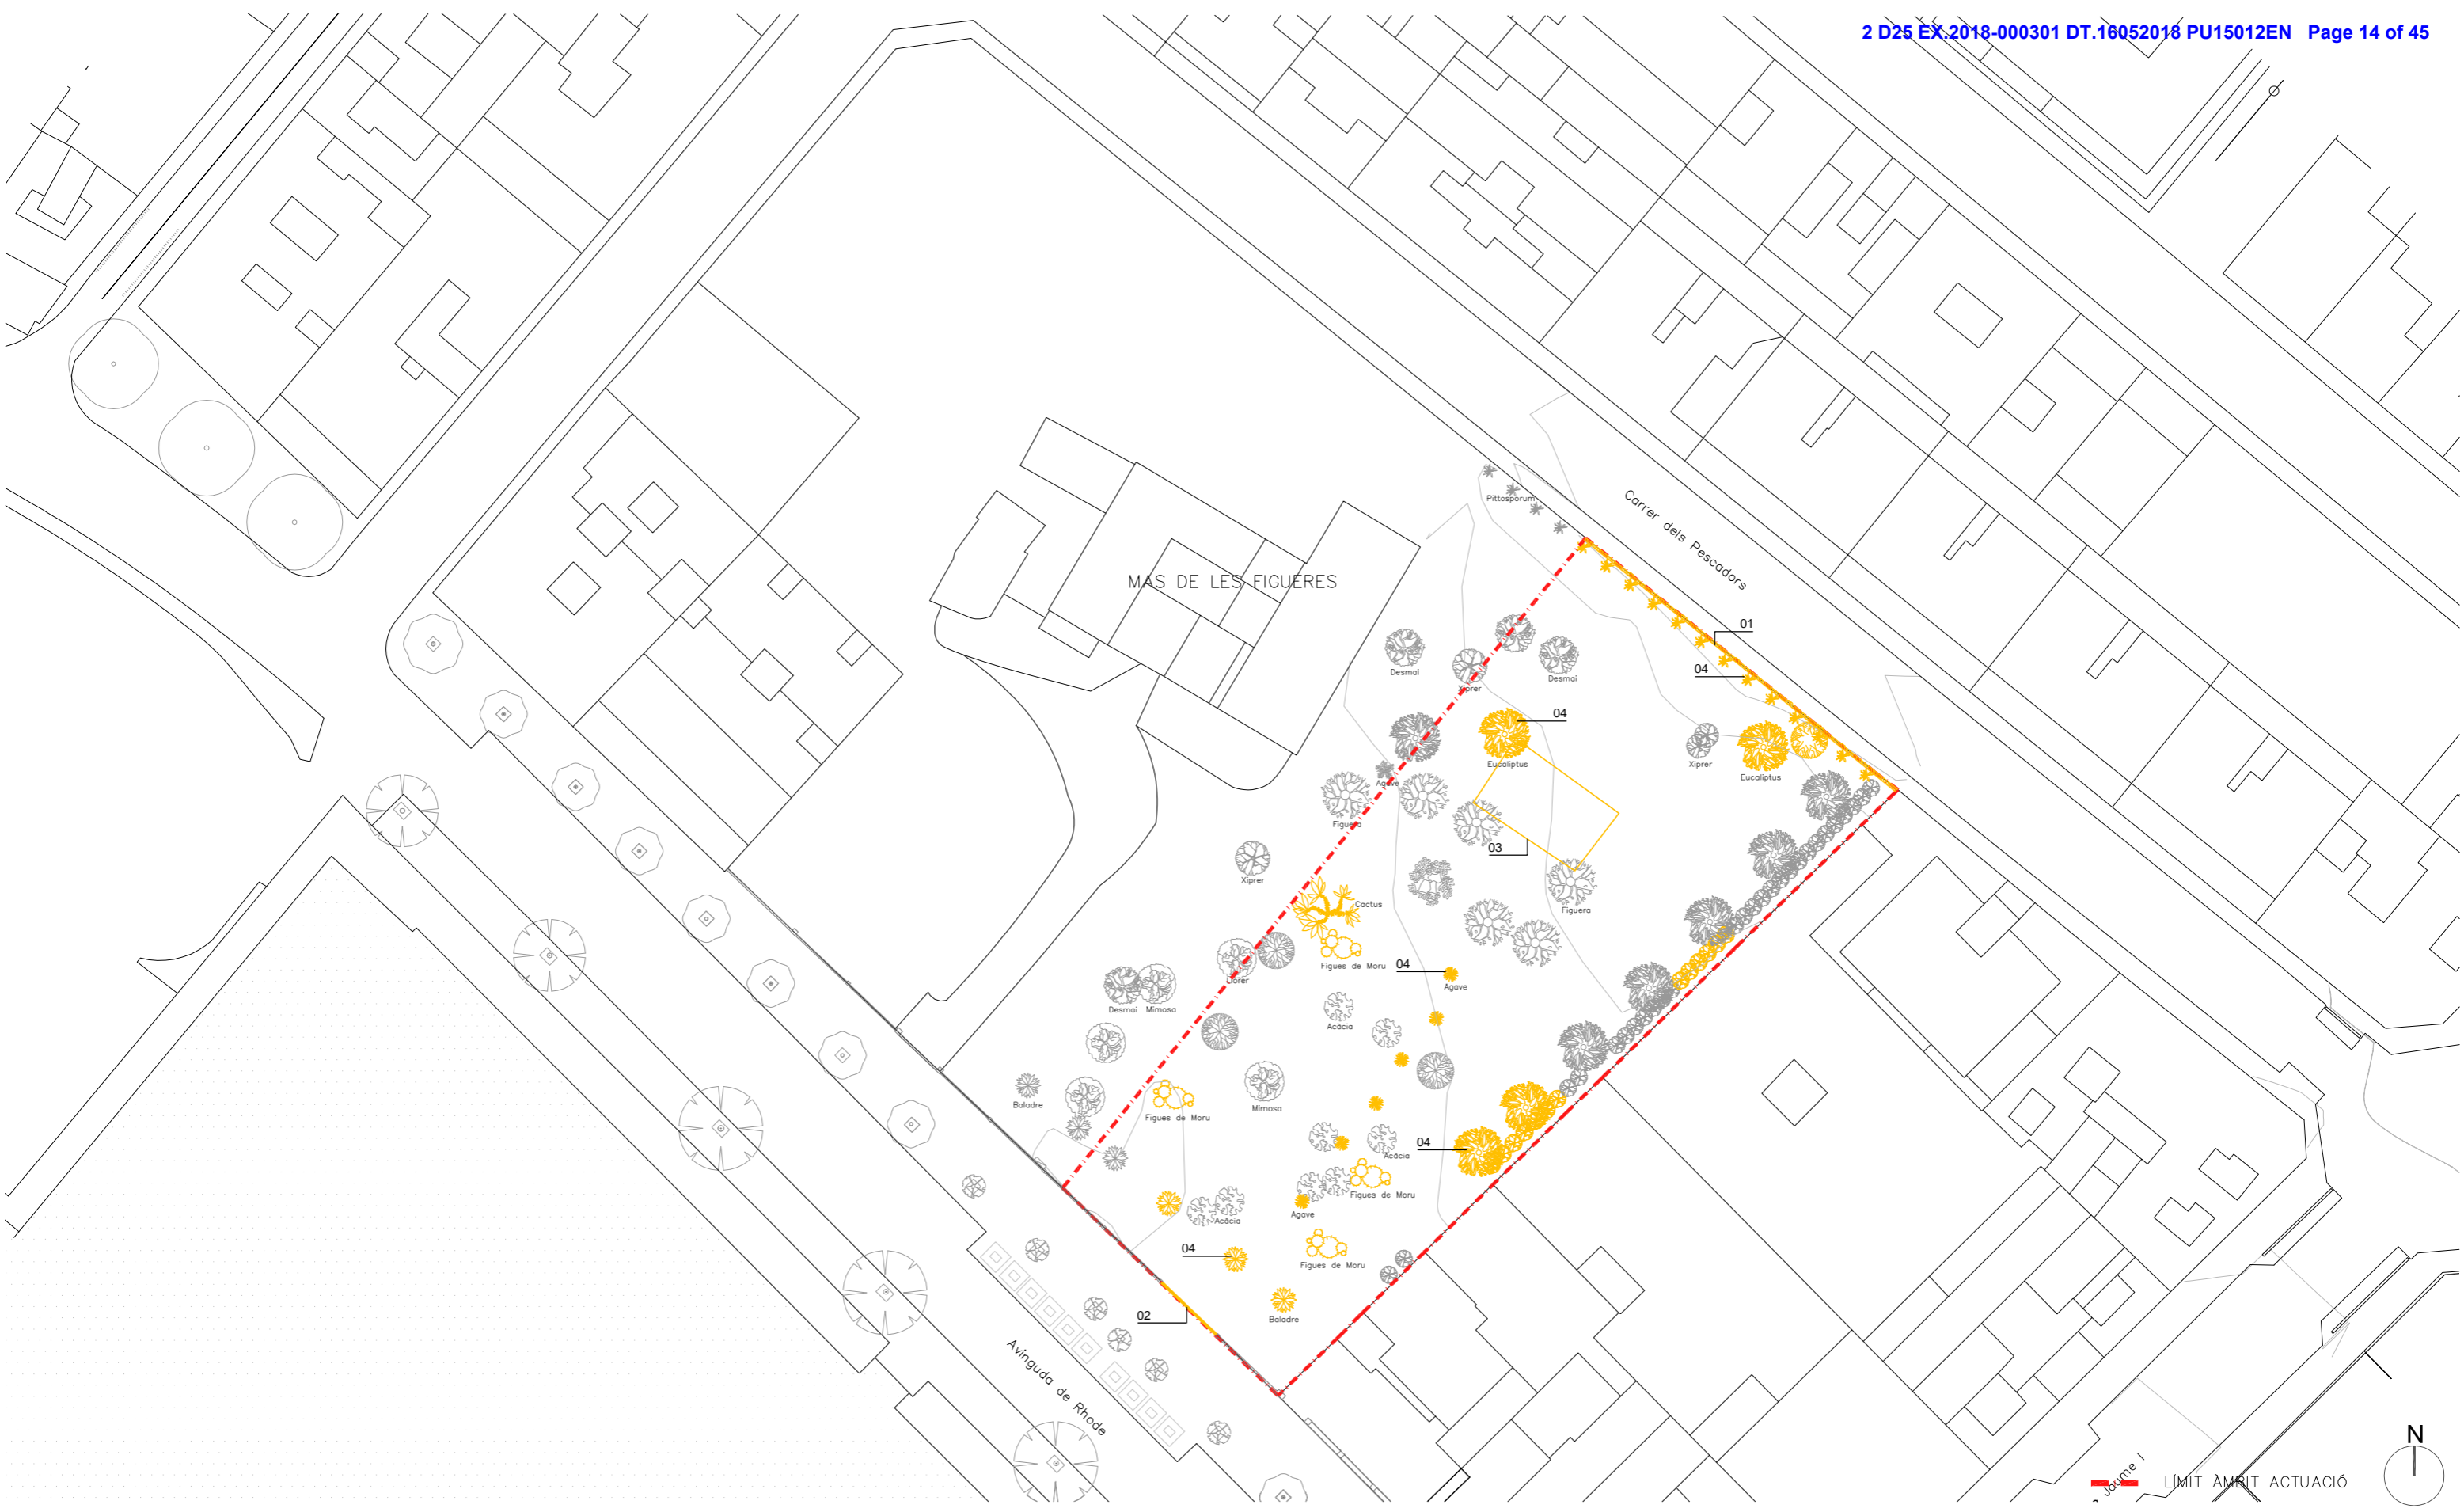 2 D25 EX.2018-000301 DT.16052018 PU15012EN Page 14 of 45
Pittosporum
Carrer dels Pescadors
MAS DE LES FIGUERES
01
Desmai
Xiprer
Desmai
04
04
Eucaliptus
Xiprer
Eucaliptus
Agave
Figuera
03
Xiprer
Cactus
Figuera
Figues de Moru
04
Llorer
Agave
Desmai
Mimosa
Acàcia
Baladre
Mimosa
Figues de Moru
04
Acàcia
Figues de Moru
Agave
Acàcia
04
Figues de Moru
02
Baladre
Avinguda de Rhode
N
Jaume I
LÍMIT ÀMBIT ACTUACIÓ